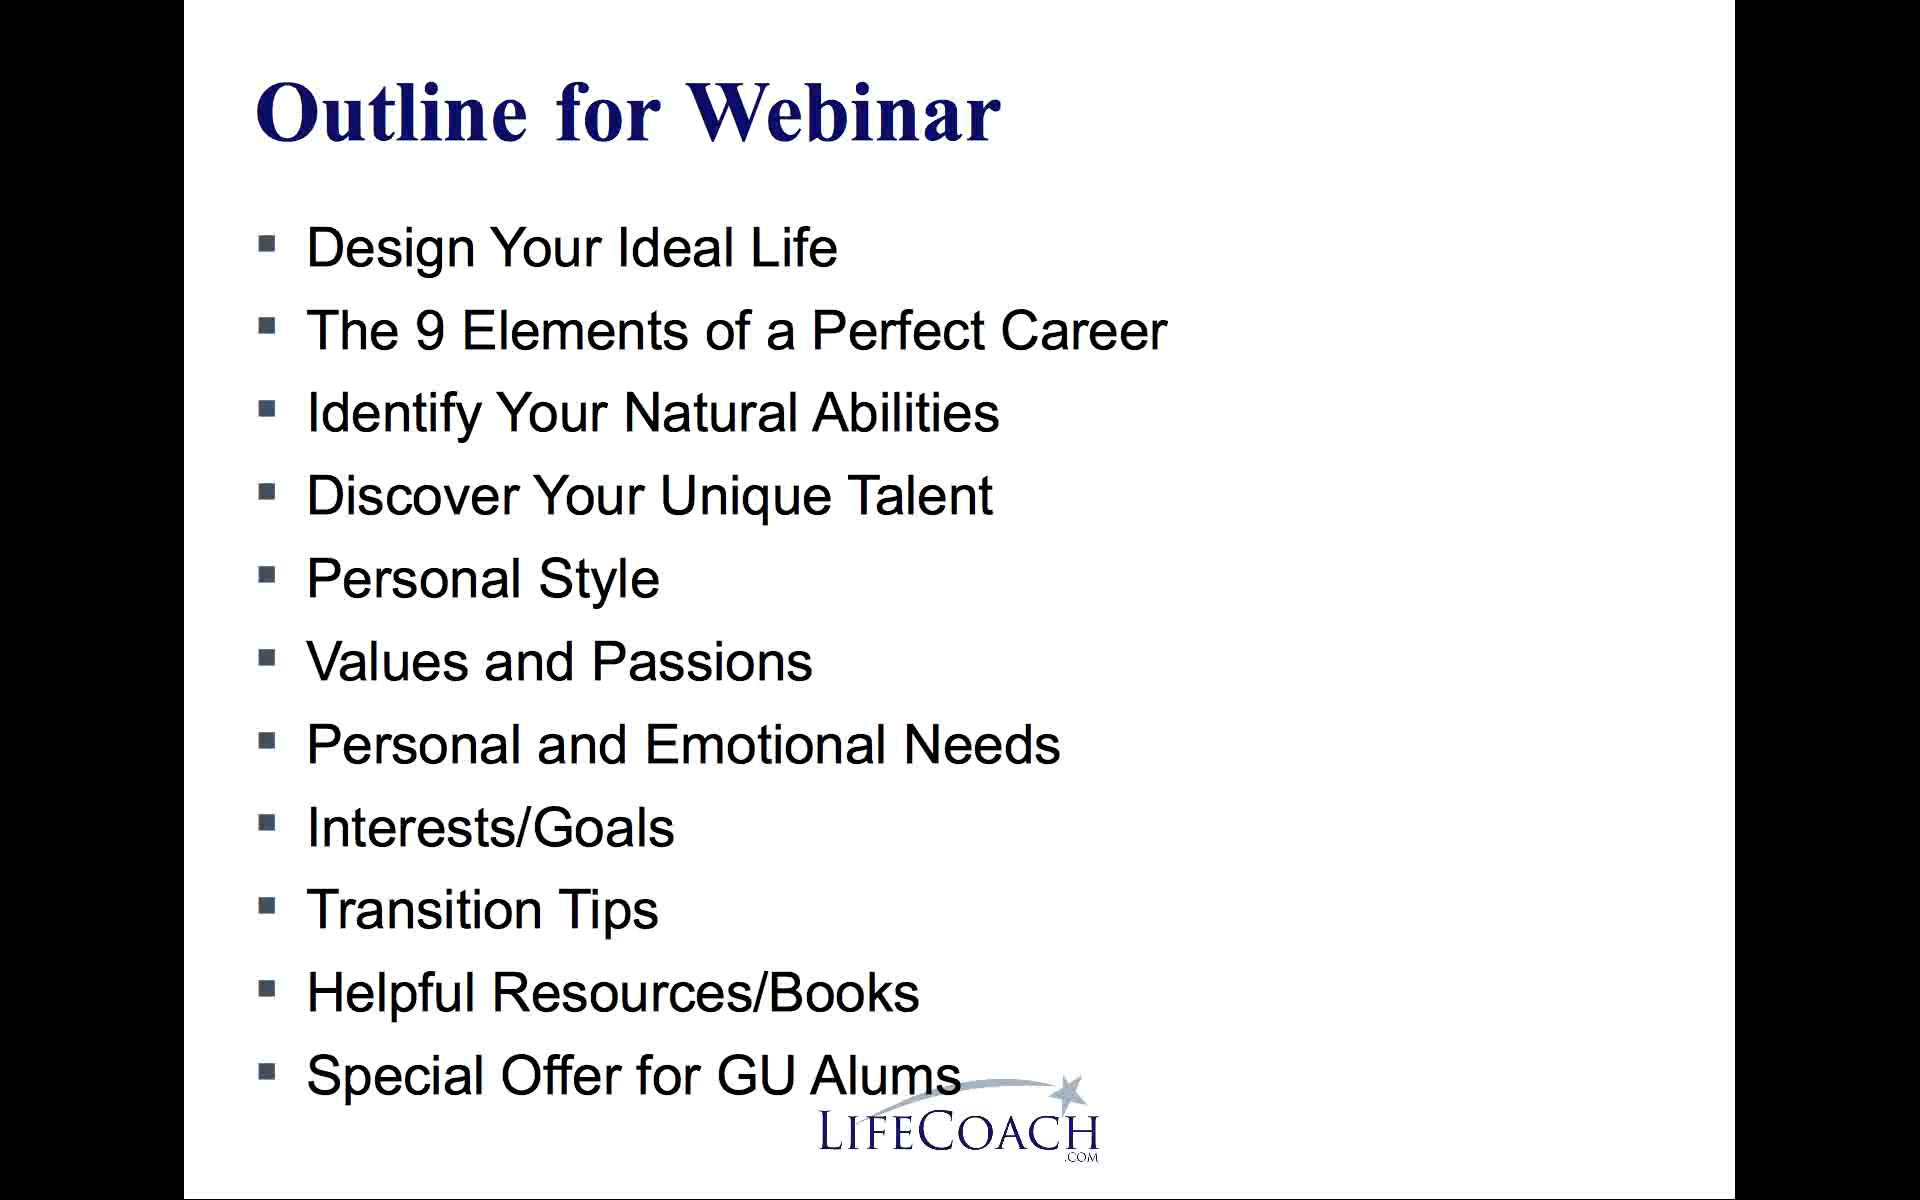 Outline for Webinar
Design Your Ideal Life
The 9 Elements of a Perfect Career
Identify Your Natural Abilities
Discover Your Unique Talent
Personal Style
Values and Passions
Personal and Emotional Needs
Interests/Goals
Transition Tips
Helpful Resources/Books
Special Offer for GU Alums
LIFECOACH
.COM